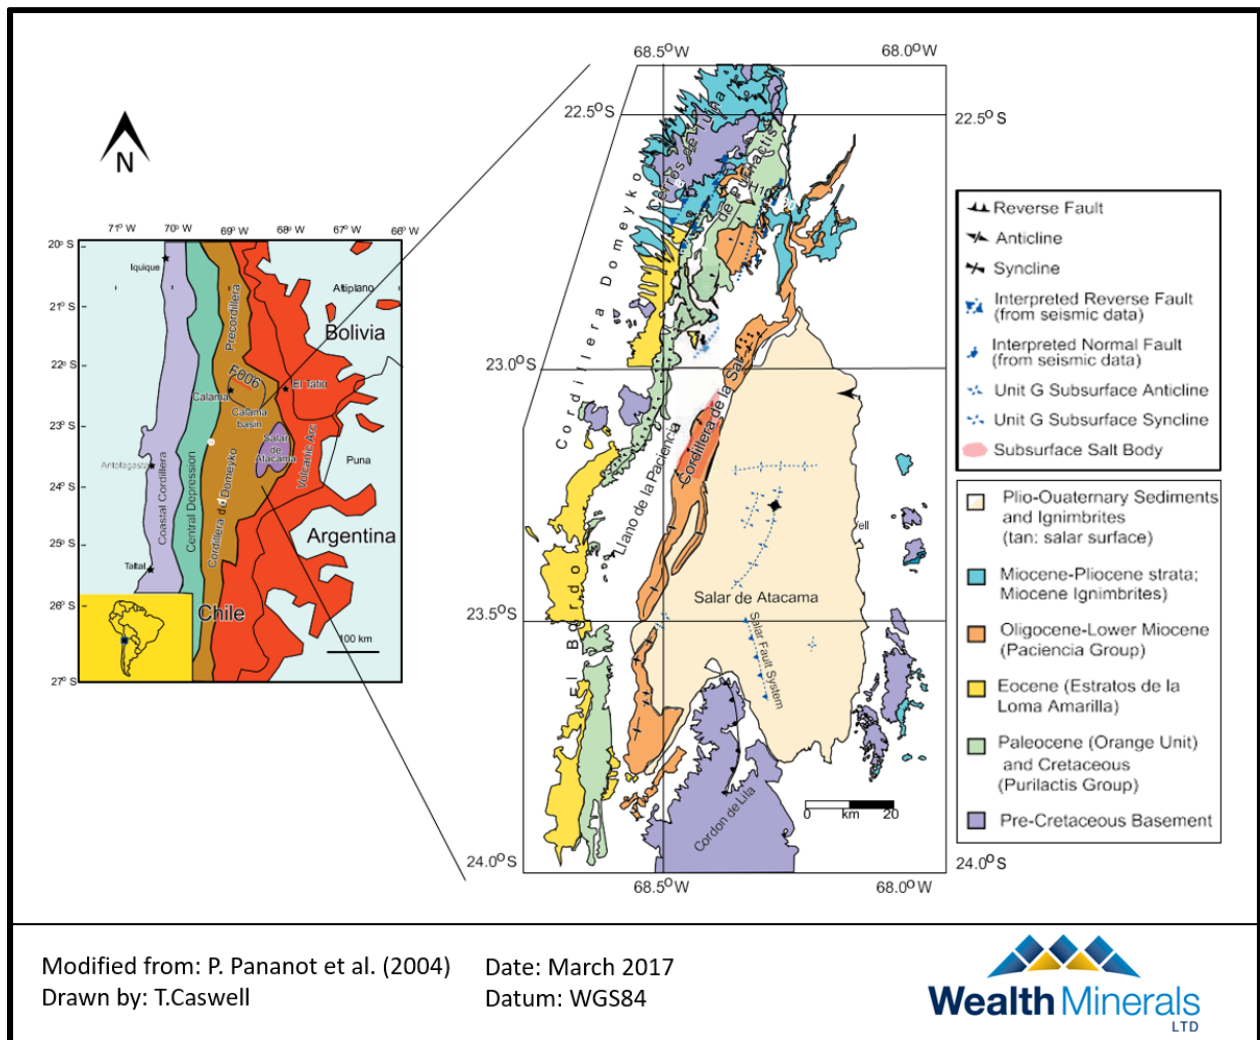 N
71° W
70° W
69° W
68° W
67° W
66° W
20° S
21° S
22° S
23° S
24° S
25° S
26° S
27° S
Iquique
Altiplano
Bolivia
Precordillera
F006
El Tatio
Calama
Calama
basin
Salar
de
Atacama
Volcanic Arc
Puna
Antofagasta
Coastal Cordillera
Central Depression
Cordillera de Domeyko
Argentina
Taltal
Chile
100 km
68.5°W
68.0°W
22.5°S
22.5°S
23.0°S
23.5°S
24.0°S
24.0°S
68.5°W
68.0°W
Cordillera Domeyko
Cerros de Tuina
Llano de la Paciencia
Cordillera de la Sal
ell
Salar de Atacama
Salar Fault System
Cordon de Lila
0 km 20
Reverse Fault
Anticline
Syncline
Interpreted Reverse Fault
(from seismic data)
Interpreted Normal Fault
(from seismic data)
Unit G Subsurface Anticline
Unit G Subsurface Syncline
Subsurface Salt Body
Plio-Quaternary Sediments
and Ignimbrites
(tan: salar surface)
Miocene-Pliocene strata;
Miocene Ignimbrites)
Oligocene-Lower Miocene
(Paciencia Group)
Eocene (Estratos de la
Loma Amarilla)
Paleocene (Orange Unit)
and Cretaceous
(Purilactis Group)
Pre-Cretaceous Basement
Modified from: P. Pananot et al. (2004)
Drawn by: T.Caswell
Date: March 2017
Datum: WGS84
Wealth Minerals
LTD